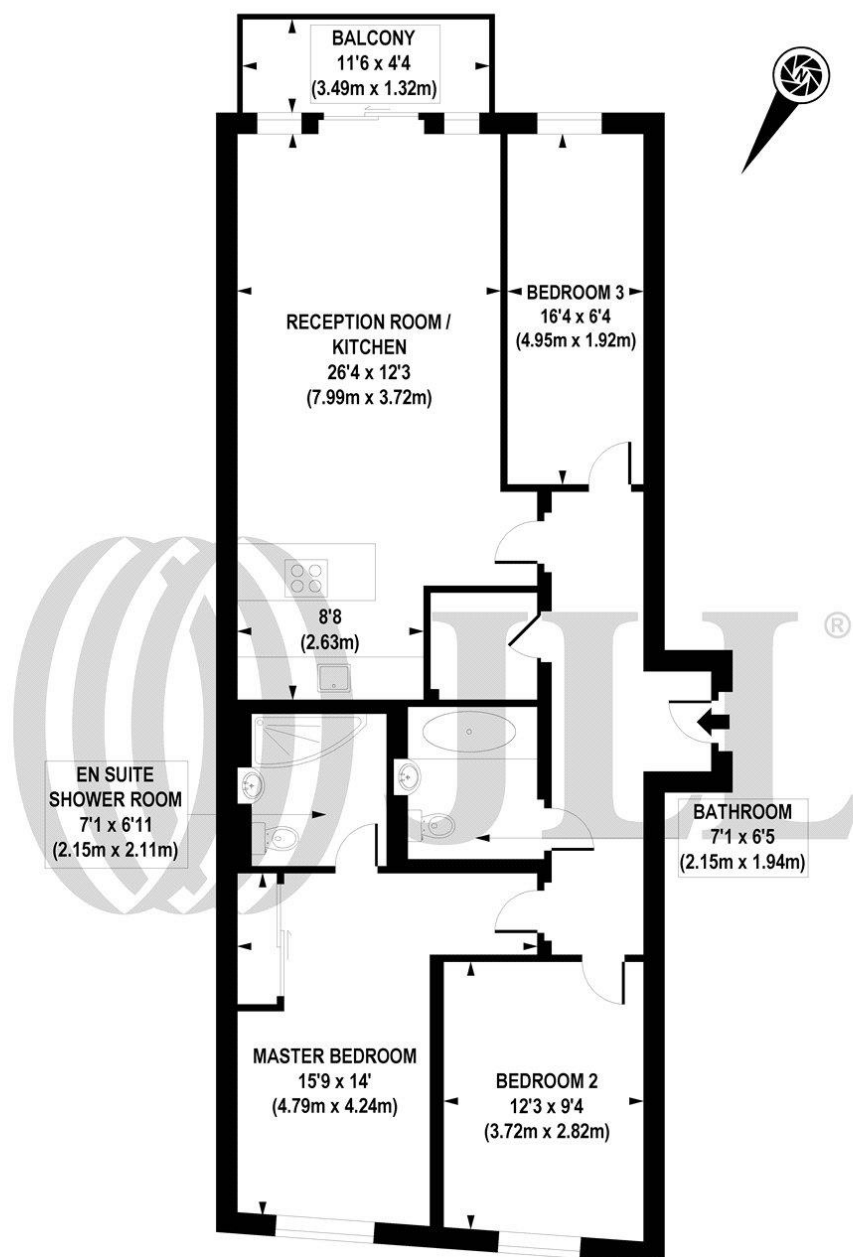 BALCONY
11'6 x 4'4
(3.49m x 1.32m)
BEDROOM 3
16'4 x 6'4
(4.95m x 1.92m)
RECEPTION ROOM /
KITCHEN
26'4 x 12'3
(7.99m x 3.72m)
8'8
(2.63m)
JLL®
EN SUITE
SHOWER ROOM
7'1 x 6'11
(2.15m x 2.11m)
BATHROOM
7'1 x 6'5
(2.15m x 1.94m)
MASTER BEDROOM
15'9 x 14'
(4.79m x 4.24m)
BEDROOM 2
12'3 x 9'4
(3.72m x 2.82m)